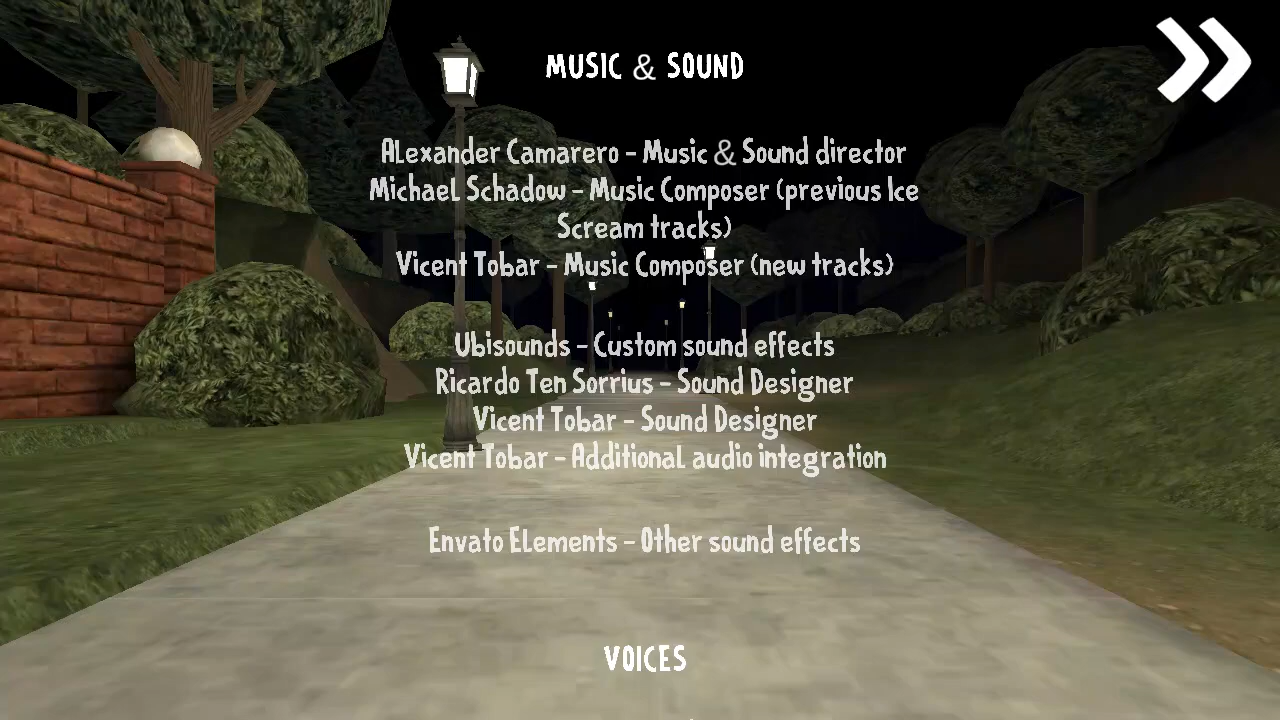 MUSIC & SOUND
Alexander Camarero - Music & Sound director
Michael Schadow - Music Composer (previous Ice
Scream tracks)
Vicent Tobar - Music Composer (new tracks)
Ubisounds - Custom sound effects
Ricardo Ten Sorrius - Sound Designer
Vicent Tobar - Sound Designer
Vicent Tobar - Additional audio integration
Envato Elements - Other sound effects
VOICES